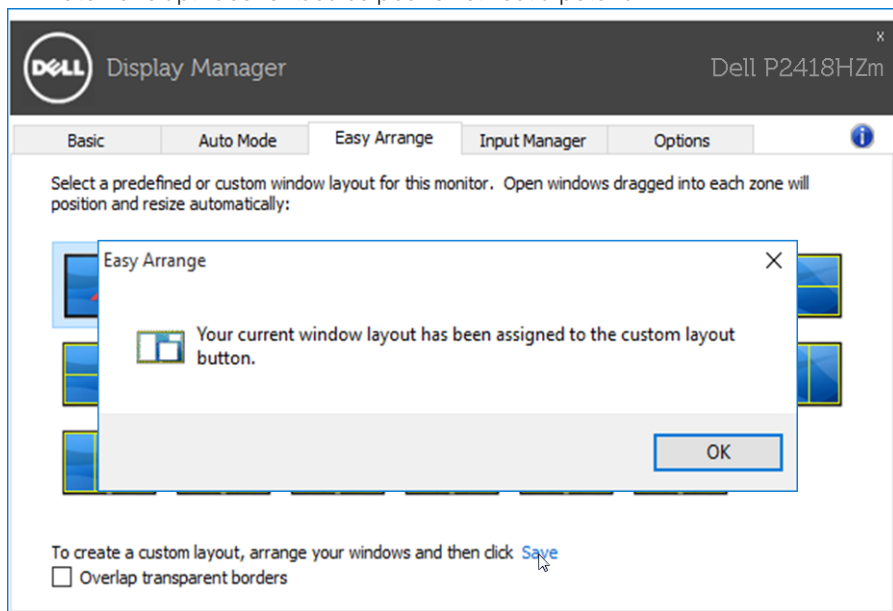 x
DELL Display Manager Dell P2418HZm
Basic Auto Mode Easy Arrange Input Manager Options
Select a predefined or custom window layout for this monitor. Open windows dragged into each zone will
position and resize automatically:
Easy Arrange
Your current window layout has been assigned to the custom layout
button.
OK
To create a custom layout, arrange your windows and then click Save
Overlap transparent borders